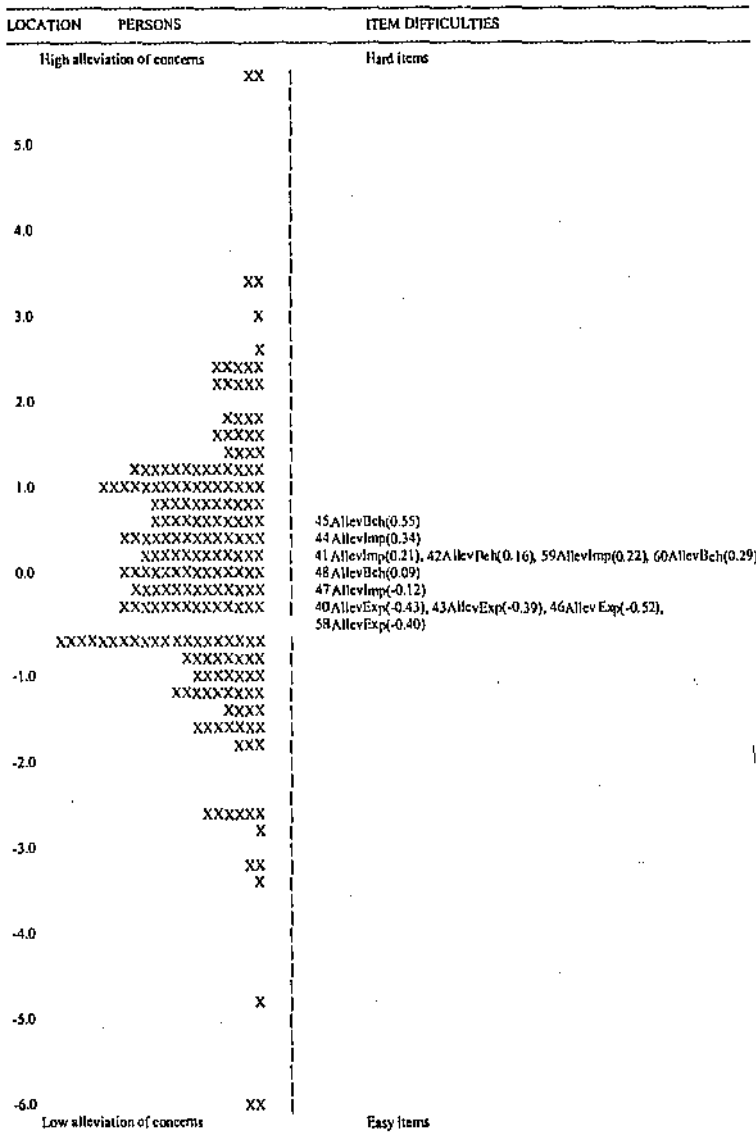 LOCATION PERSONS ITEM DIFFICULTIES
High alleviation of concerns Hard items
XX
5.0
4.0
XX
3.0 X
X
XXXXX
XXXXX
2.0
XXXX
XXXXX
XXXX
XXXXXXXXXXXXX
1.0 XXXXXXXXXXXXXXXX
XXXXXXXXXXX
XXXXXXXXXXX 45AllevBeh(0.55)
XXXXXXXXXXXXXX 44AllevImp(0.34)
XXXXXXXXXXXX 41AllevImp(0.21), 42AllevBeh(0.16), 59AllevImp(0.22), 60AllevBeh(0.29)
0.0 XXXXXXXXXXXXXX 48AllevBeh(0.09)
XXXXXXXXXXXXX 47AllevImp(-0.12)
XXXXXXXXXXXXXX 40AllevExp(-0.43), 43AllevExp(-0.39), 46AllevExp(-0.52),
58AllevExp(-0.40)
XXXXXXXXXXXXXXXXXXXX
XXXXXXXX
-1.0 XXXXXXX
XXXXXXXXX
XXXX
XXXXXXX
XXX
-2.0
XXXXXX
X
-3.0
XX
X
-4.0
X
-5.0
-6.0 XX
Low alleviation of concerns Easy items